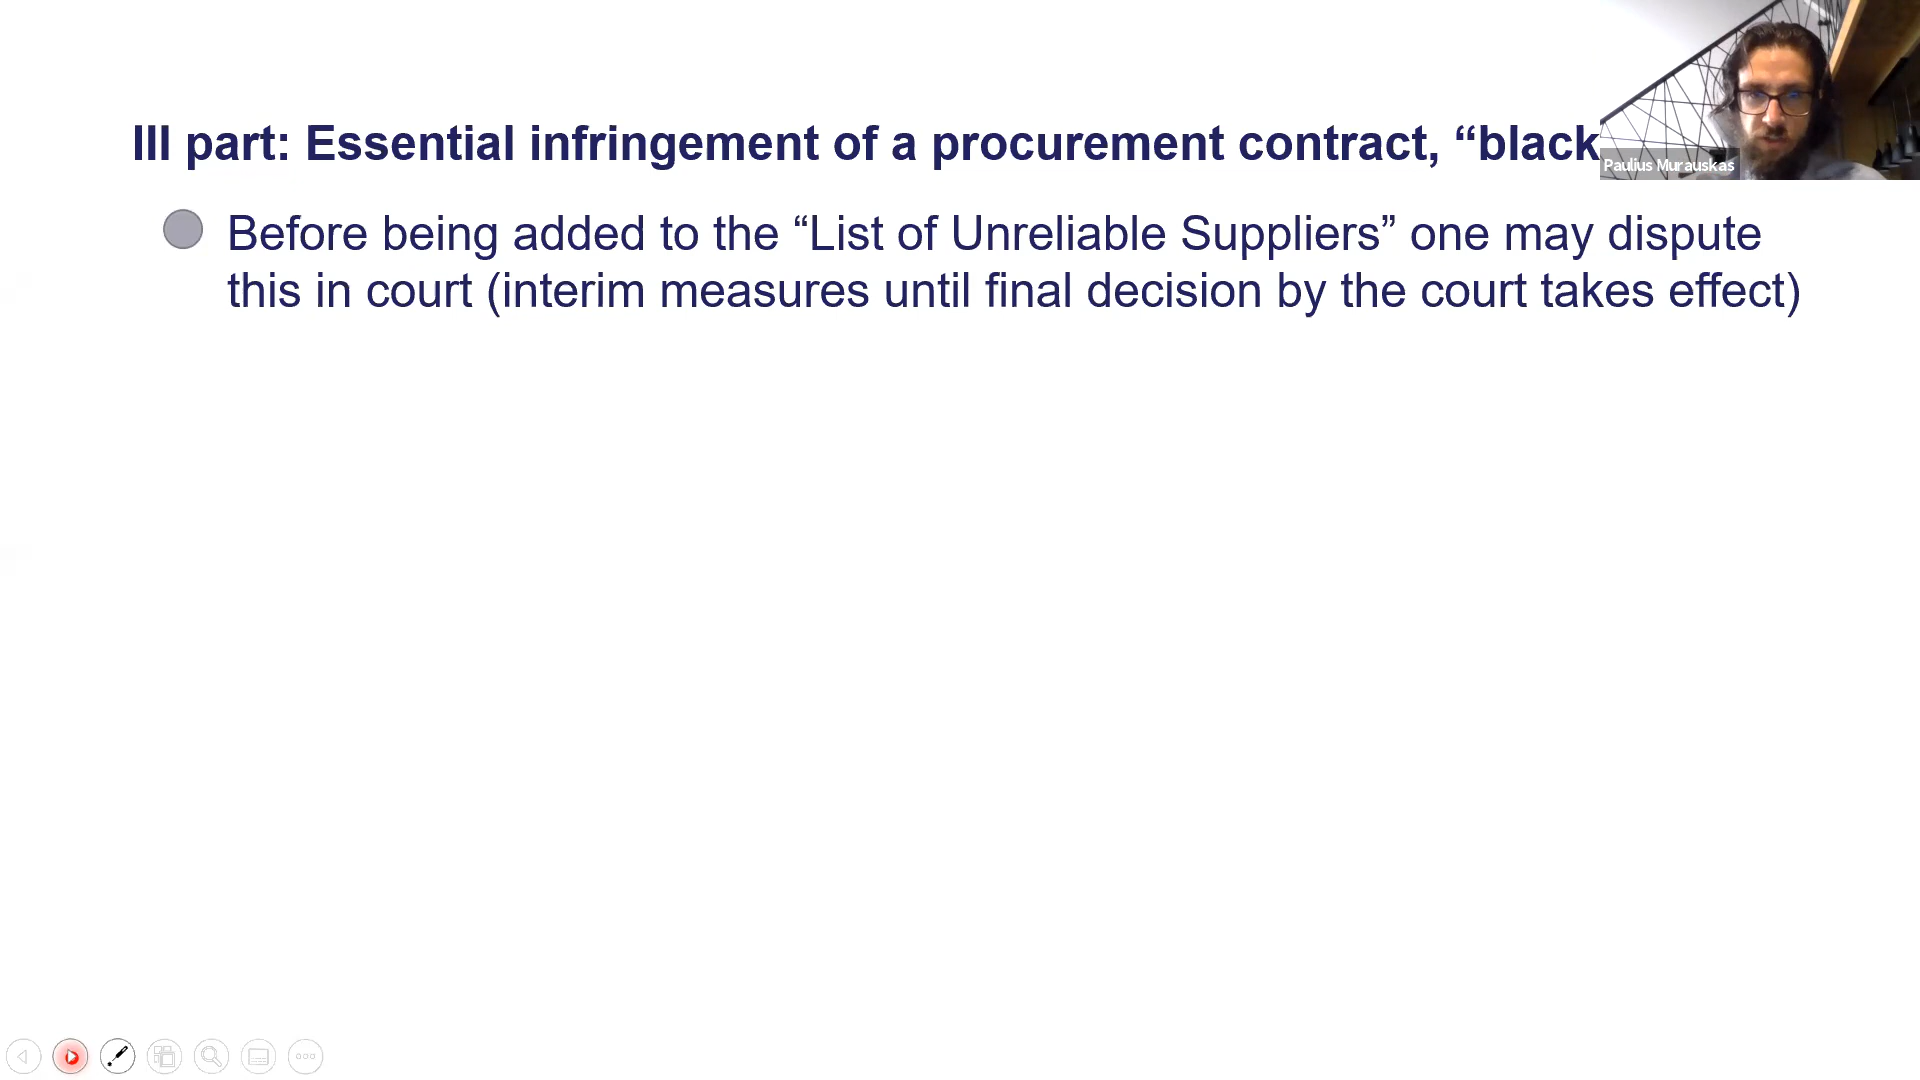 III part: Essential infringement of a procurement contract, “black
Paulius Murauskas
Before being added to the “List of Unreliable Suppliers” one may dispute
this in court (interim measures until final decision by the court takes effect)